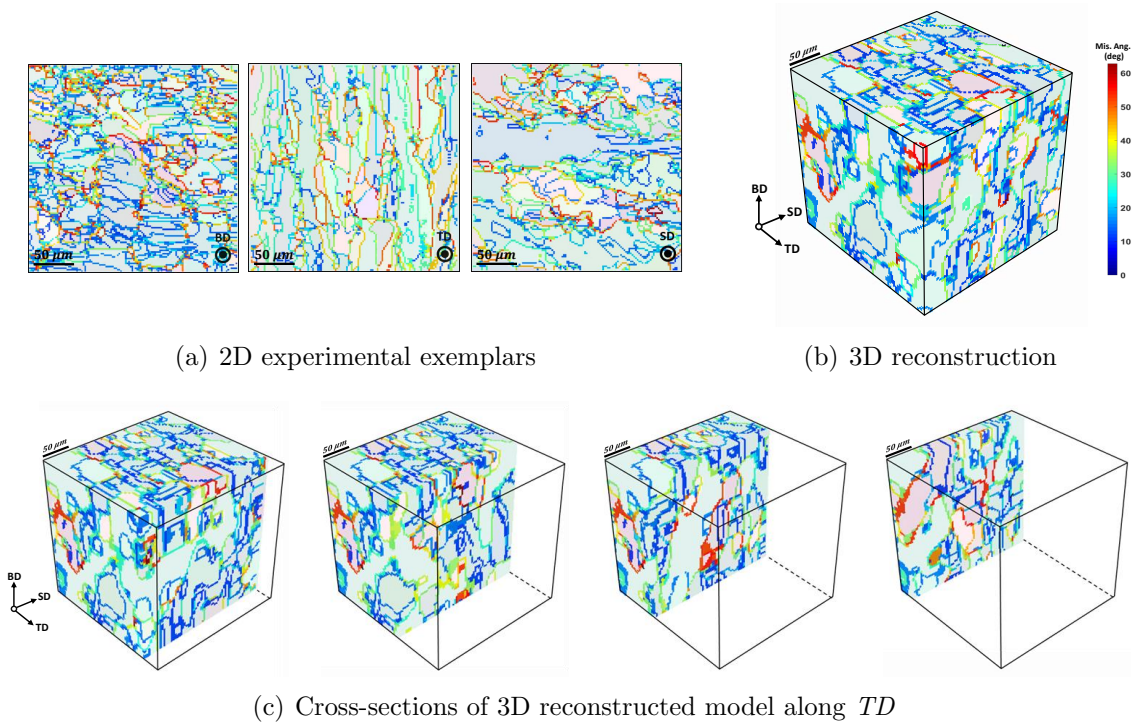 50 μm
BD
50 μm
TD
50 μm
SD
(a) 2D experimental exemplars
50 μm
BD
SD
TD
Mis. Ang.
(deg)
60
50
40
30
20
10
0
(b) 3D reconstruction
50 μm
BD
SD
TD
50 μm
50 μm
50 μm
(c) Cross-sections of 3D reconstructed model along TD